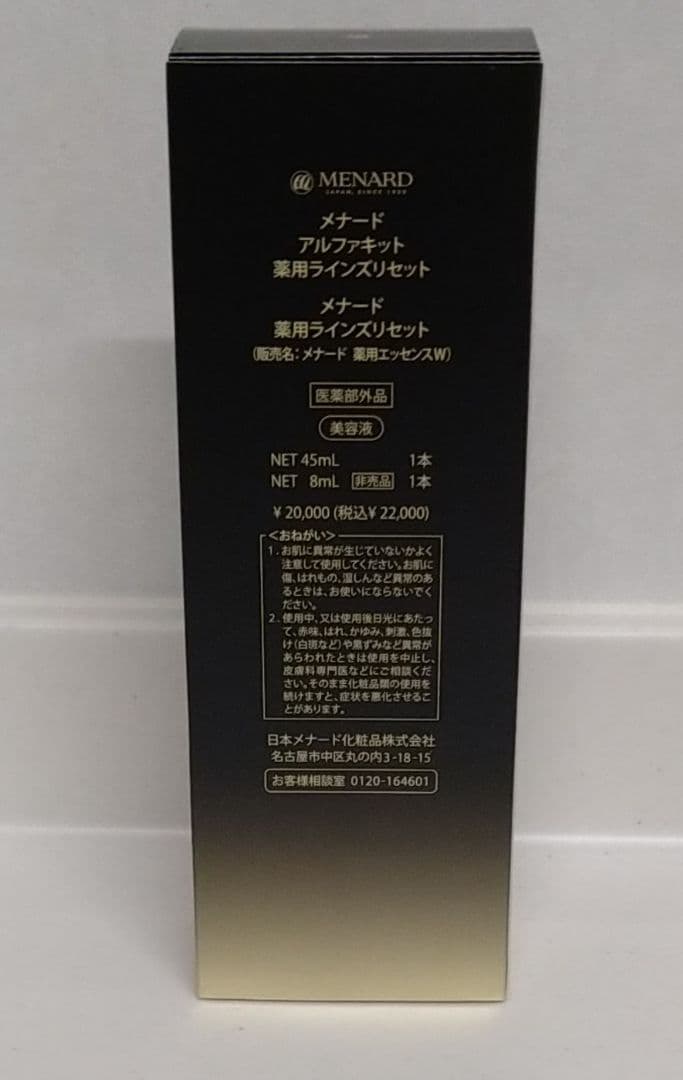 MENARD
JAPAN, SINCE 1959
メナード
アルファキット
薬用ラインズリセット
メナード
薬用ラインズリセット
(販売名:メナード 薬用エッセンスW)
医薬部外品
美容液
NET 45mL 1本
NET 8mL 非売品 1本
¥20,000 (税込¥22,000)
<おねがい>
1. お肌に異常が生じていないかよく
注意して使用してください。お肌に
傷、はれもの、湿しんなど異常のあ
るときは、お使いにならないでく
ださい。
2. 使用中、又は使用後日光にあたっ
て、赤味、はれ、かゆみ、刺激、色抜
け(白斑など)や黒ずみなど異常が
あらわれたときは使用を中止し、
皮膚科専門医などにご相談くだ
さい。そのまま化粧品類の使用を
続けますと、症状を悪化させるこ
とがあります。
日本メナード化粧品株式会社
名古屋市中区丸の内3-18-15
お客様相談室 0120-164601